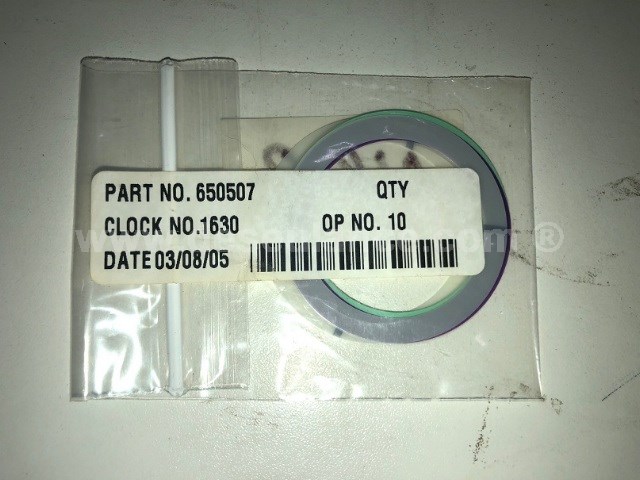 PART NO. 650507 QTY
CLOCK NO.1630 OP NO. 10
DATE 03/08/05